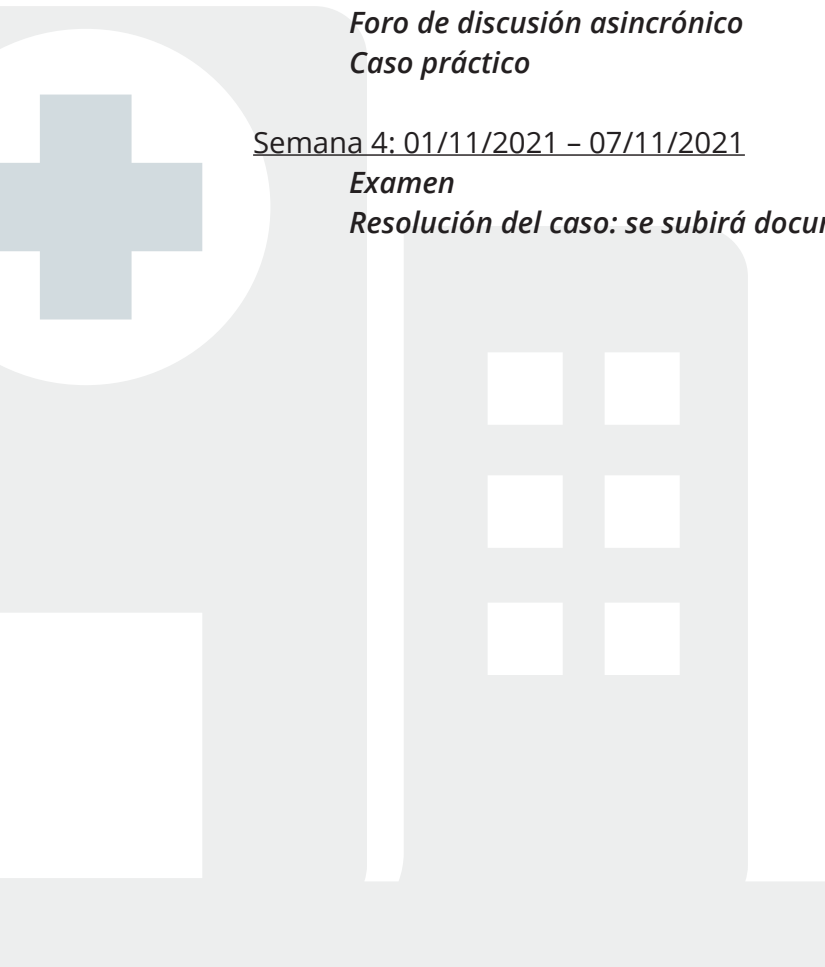 Foro de discusión asincrónico
Caso práctico
Semana 4: 01/11/2021 – 07/11/2021
Examen
Resolución del caso: se subirá